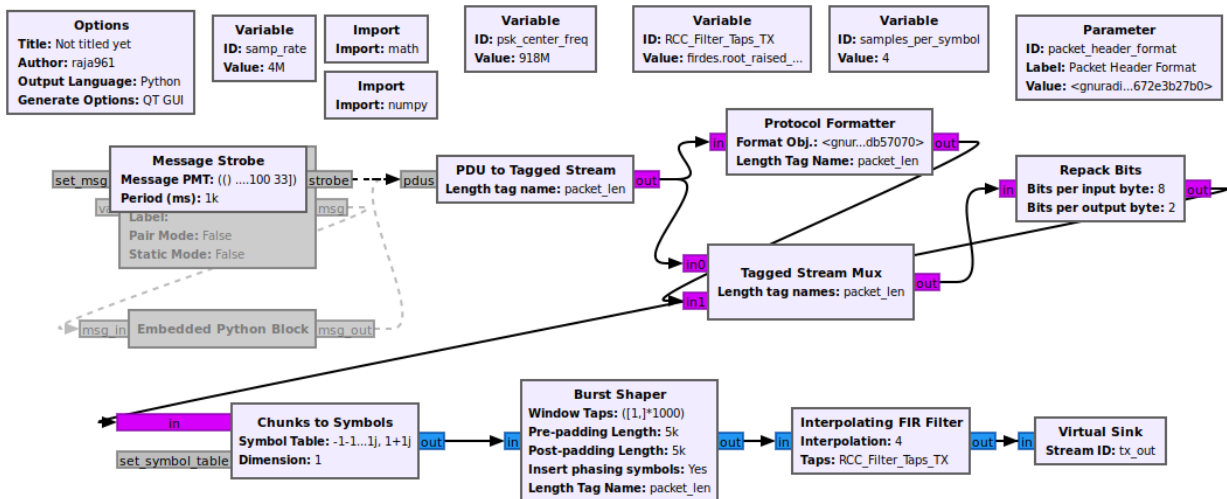 Options
Title: Not titled yet
Author: raja961
Output Language: Python
Generate Options: QT GUI
Variable
ID: samp_rate
Value: 4M
Import
Import: math
Import
Import: numpy
Variable
ID: psk_center_freq
Value: 918M
Variable
ID: RCC_Filter_Taps_TX
Value: firdes.root_raised_...
Variable
ID: samples_per_symbol
Value: 4
Parameter
ID: packet_header_format
Label: Packet Header Format
Value: <gnuradi...672e3b27b0>
set_msg
Message Strobe
Message PMT: (() ....100 33])
Period (ms): 1k
strobe
msg
Label:
Pair Mode: False
Static Mode: False
pdus
PDU to Tagged Stream
Length tag name: packet_len
out
in
Protocol Formatter
Format Obj.: <gnur...db57070>
Length Tag Name: packet_len
out
in0
in1
Tagged Stream Mux
Length tag names: packet_len
out
in
Repack Bits
Bits per input byte: 8
Bits per output byte: 2
out
msg_in
Embedded Python Block
msg_out
in
set_symbol_table
Chunks to Symbols
Symbol Table: -1-1...1j, 1+1j
Dimension: 1
out
in
Burst Shaper
Window Taps: ([1,]*1000)
Pre-padding Length: 5k
Post-padding Length: 5k
Insert phasing symbols: Yes
Length Tag Name: packet_len
out
in
Interpolating FIR Filter
Interpolation: 4
Taps: RCC_Filter_Taps_TX
out
in
Virtual Sink
Stream ID: tx_out